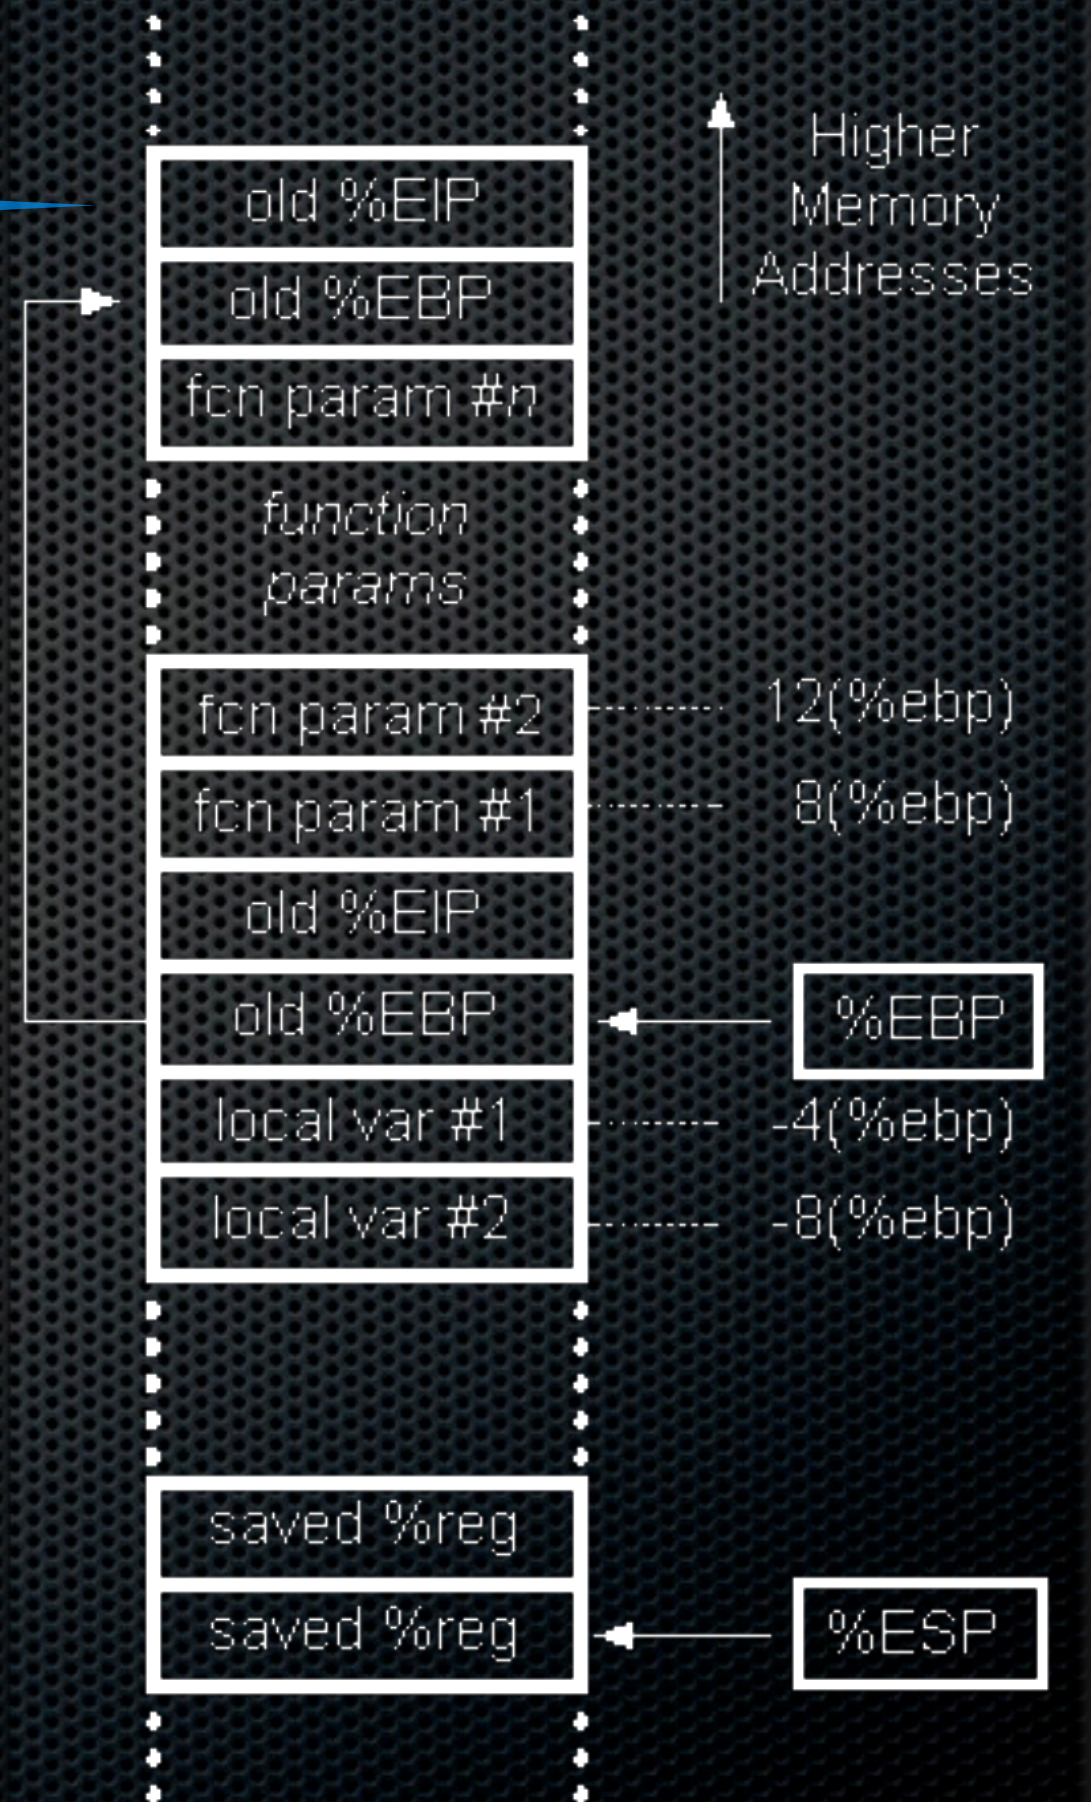 Higher
Memory
Addresses
old %EIP
old %EBP
fcn param #n
function
params
fcn param #2 12(%ebp)
fcn param #1 8(%ebp)
old %EIP
old %EBP %EBP
local var #1 -4(%ebp)
local var #2 -8(%ebp)
saved %reg
saved %reg %ESP